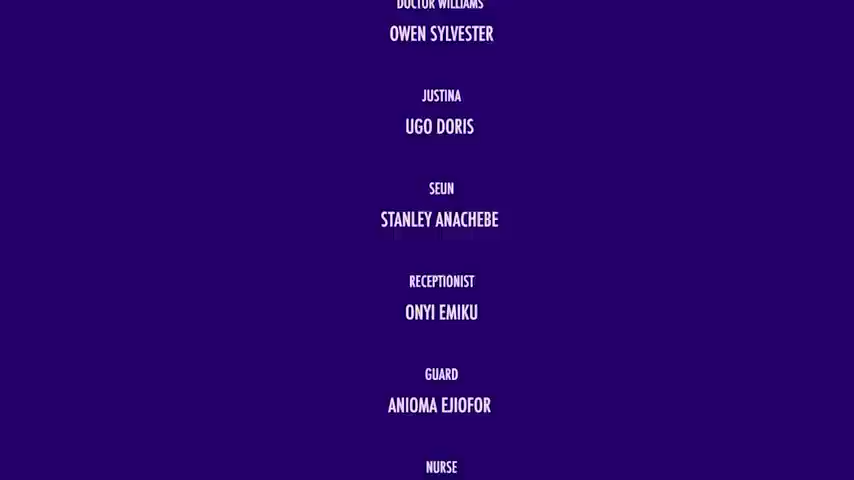 DOCTOR WILLIAMS
OWEN SYLVESTER
JUSTINA
UGO DORIS
SEUN
STANLEY ANACHEBE
RECEPTIONIST
ONYI EMIKU
GUARD
ANIOMA EJIOFOR
NURSE